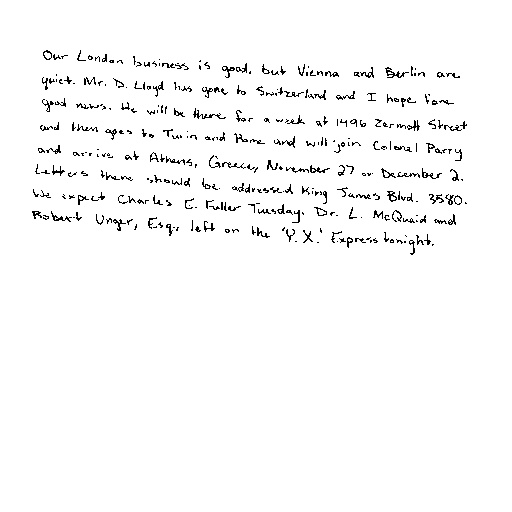 Our London business is good, but Vienna and Berlin are
quiet. Mr. D. Lloyd has gone to Switzerland and I hope for
good news. He will be there for a week at 1496 Zermott Street
and then goes to Turin and Rome and will join Colonel Parry
and arrive at Athens, Greece, November 27 or December 2.
Letters there should be addressed King James Blvd. 3580.
We expect Charles E. Fuller Tuesday. Dr. L. McQuaid and
Robert Unger, Esq., left on the 'Y.X.' Express tonight.